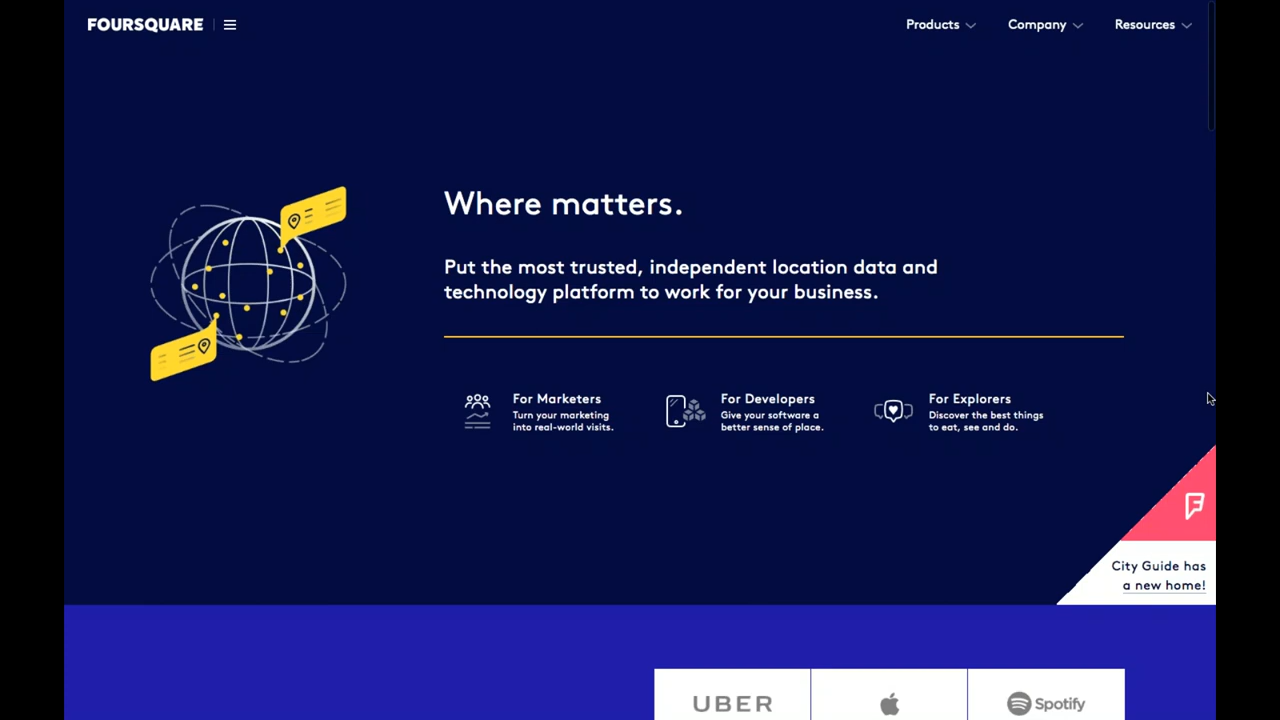 FOURSQUARE
Products
Company
Resources
Where matters.
Put the most trusted, independent location data and
technology platform to work for your business.
For Marketers
Turn your marketing
into real-world visits.
For Developers
Give your software a
better sense of place.
For Explorers
Discover the best things
to eat, see and do.
City Guide has
a new home!
UBER
Spotify